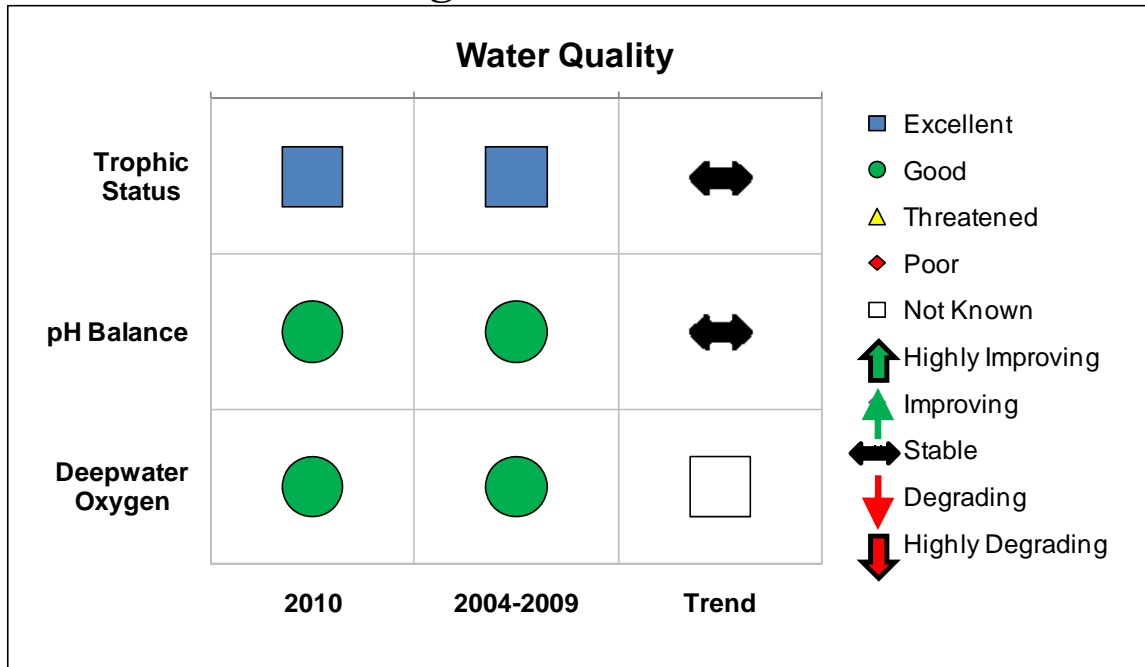 Water Quality
Trophic
Status
pH Balance
Deepwater
Oxygen
2010
2004-2009
Trend
Excellent
Good
Threatened
Poor
Not Known
Highly Improving
Improving
Stable
Degrading
Highly Degrading